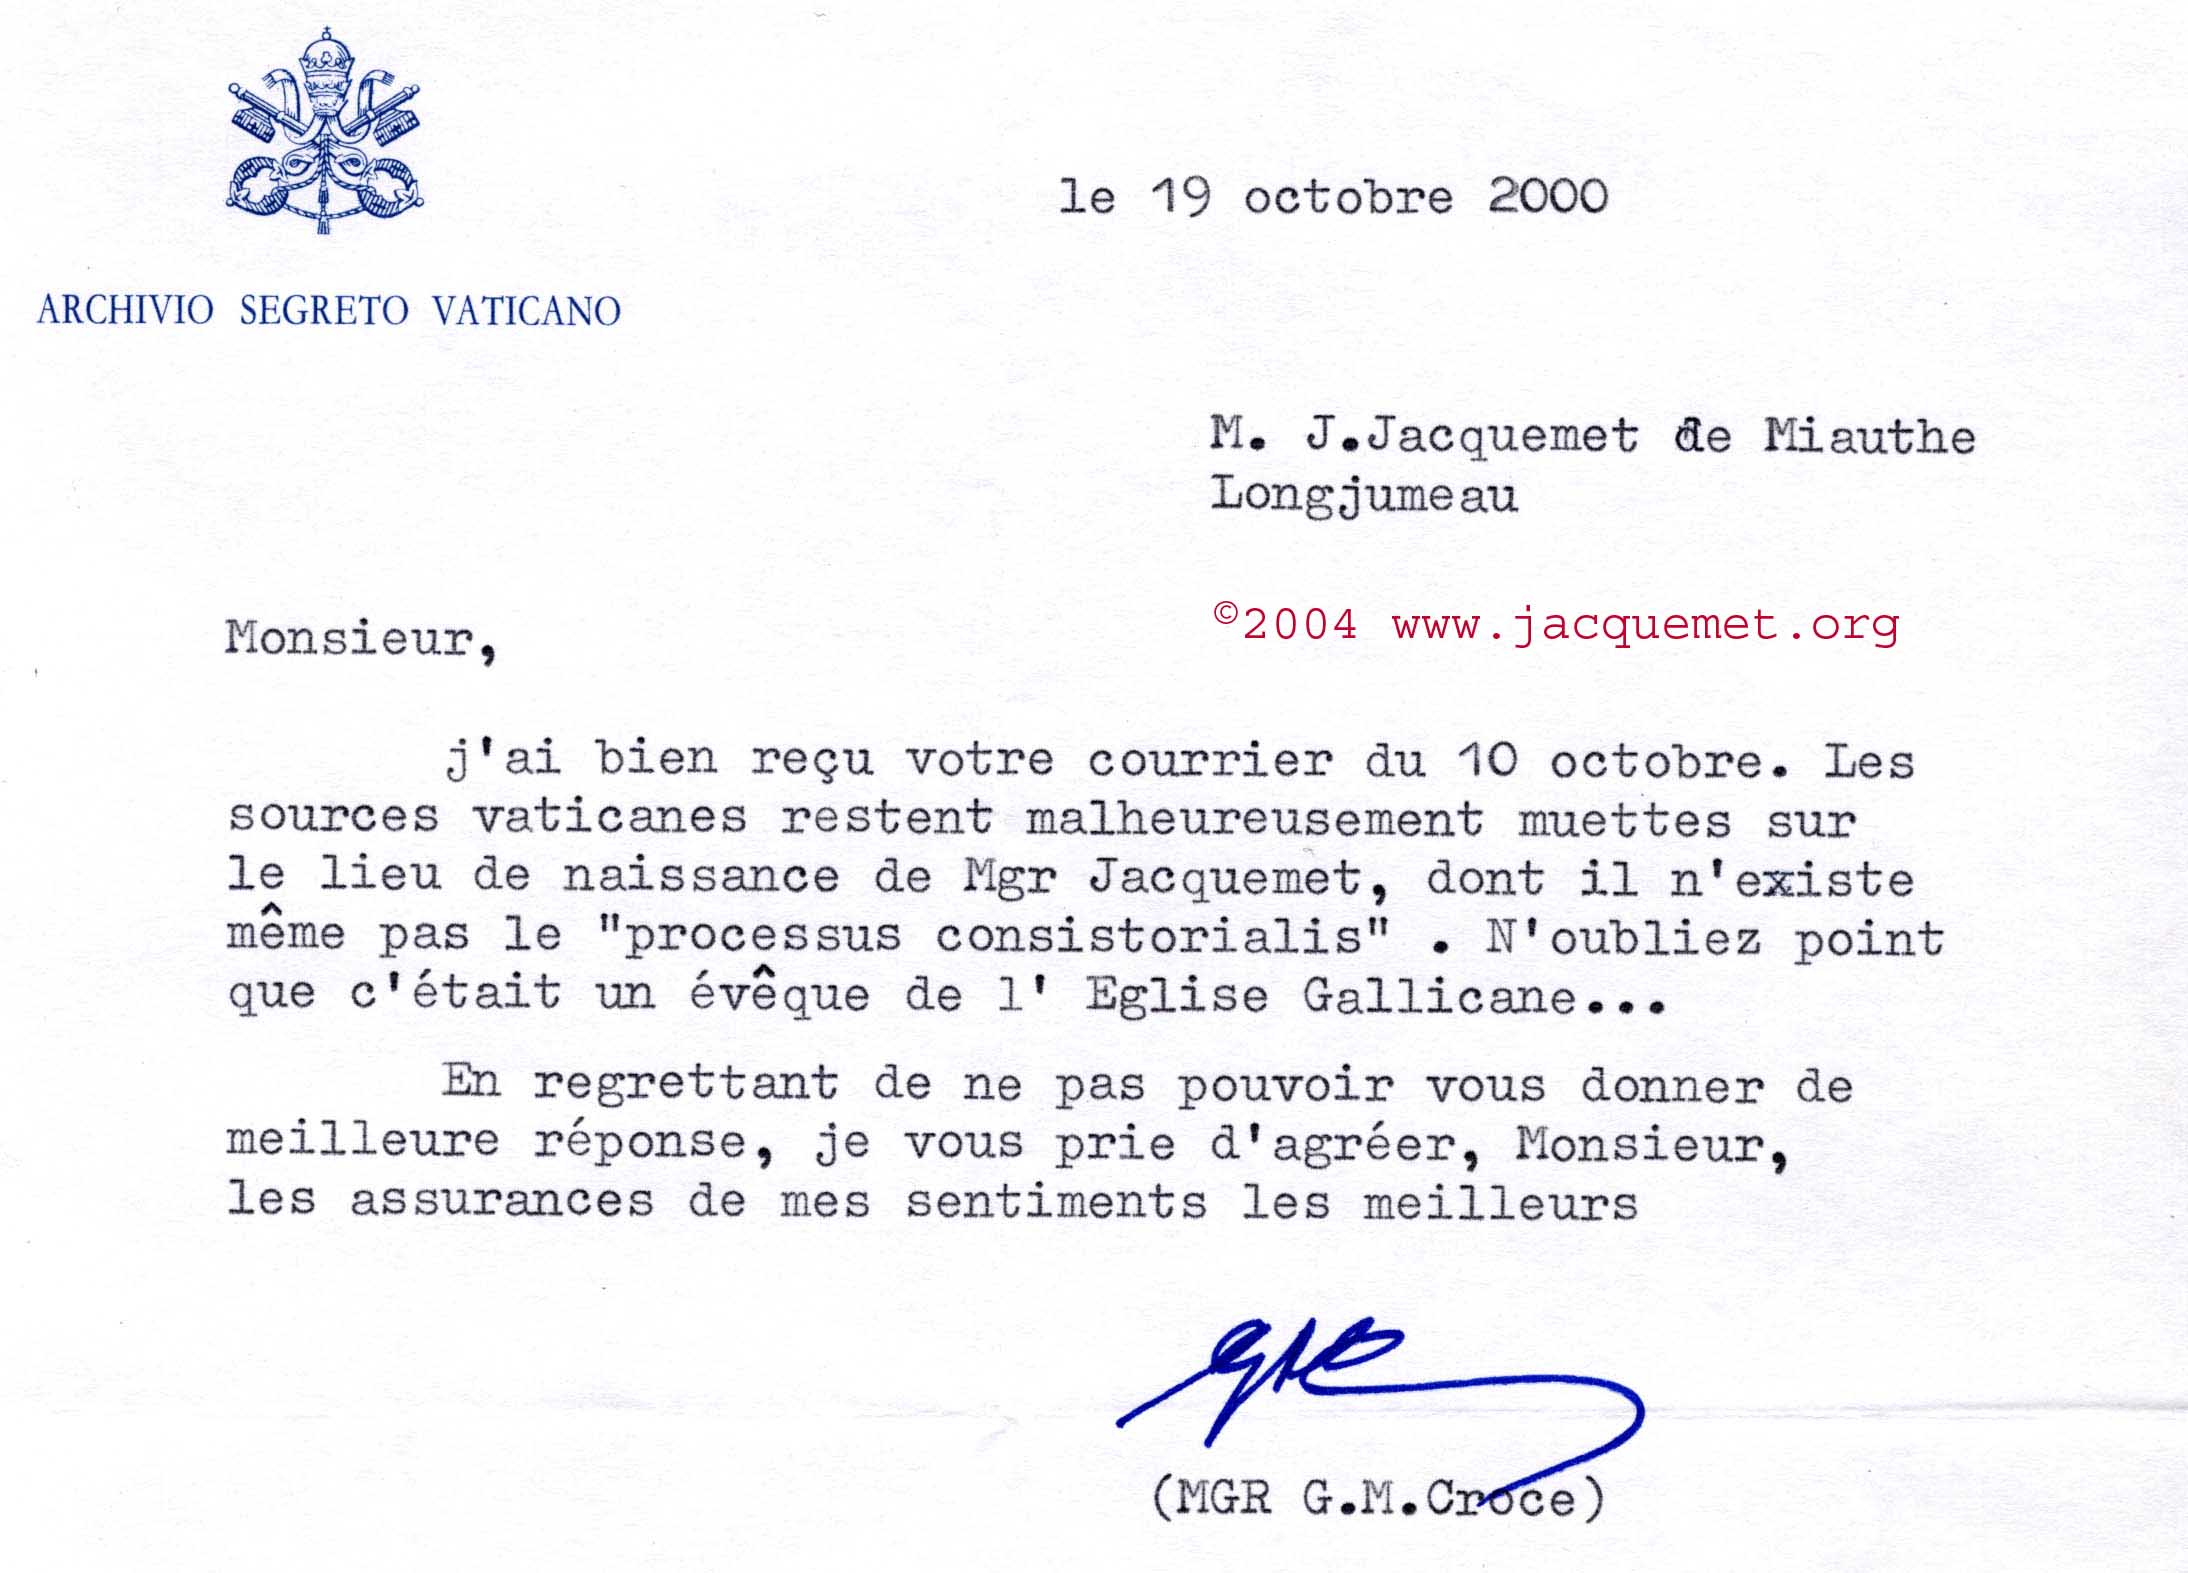 le 19 octobre 2000
ARCHIVIO SEGRETO VATICANO
M. J.Jacquemet de Miauthe
Longjumeau
©2004 www.jacquemet.org
Monsieur,
j'ai bien reçu votre courrier du 10 octobre. Les
sources vaticanes restent malheureusement muettes sur
le lieu de naissance de Mgr Jacquemet, dont il n'existe
même pas le "processus consistorialis" . N'oubliez point
que c'était un évêque de l' Eglise Gallicane...
En regrettant de ne pas pouvoir vous donner de
meilleure réponse, je vous prie d'agréer, Monsieur,
les assurances de mes sentiments les meilleurs
(MGR G.M.Croce)